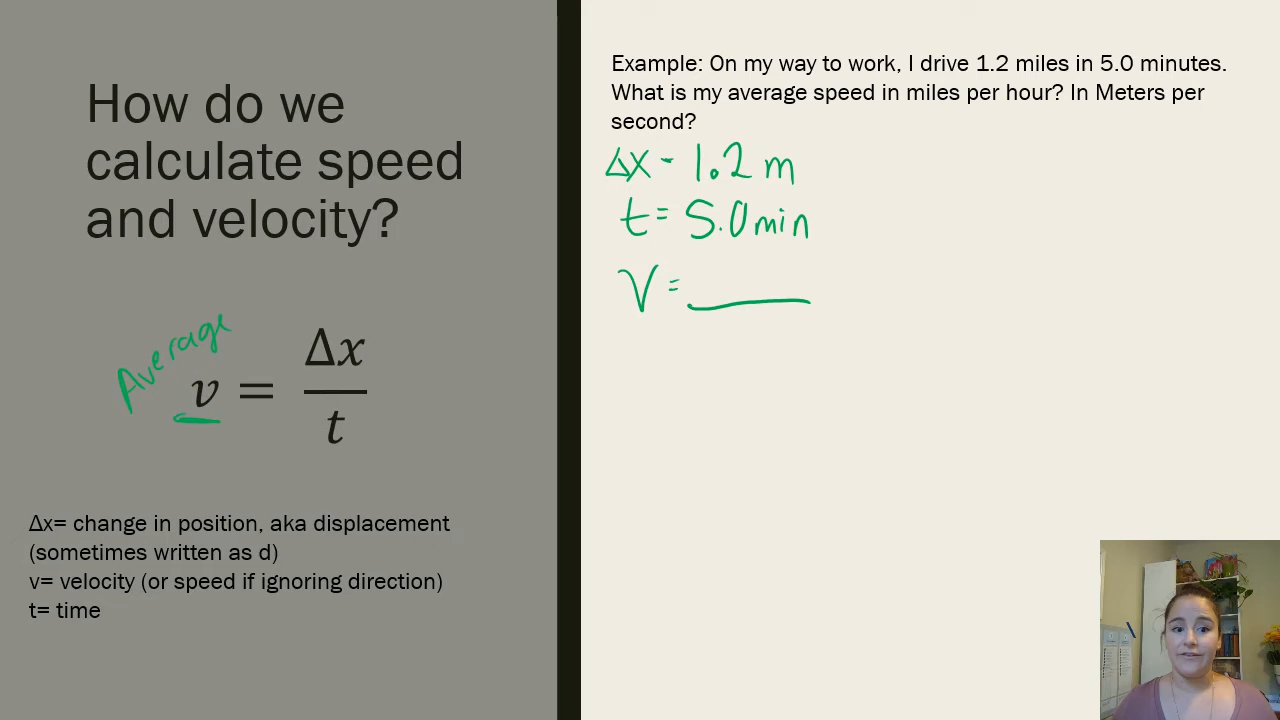 How do we
calculate speed
and velocity?
Average
v = Δx
t
Δx= change in position, aka displacement
(sometimes written as d)
v= velocity (or speed if ignoring direction)
t= time
Example: On my way to work, I drive 1.2 miles in 5.0 minutes.
What is my average speed in miles per hour? In Meters per
second?
Δx - 1.2 m
t = 5.0min
V = ____